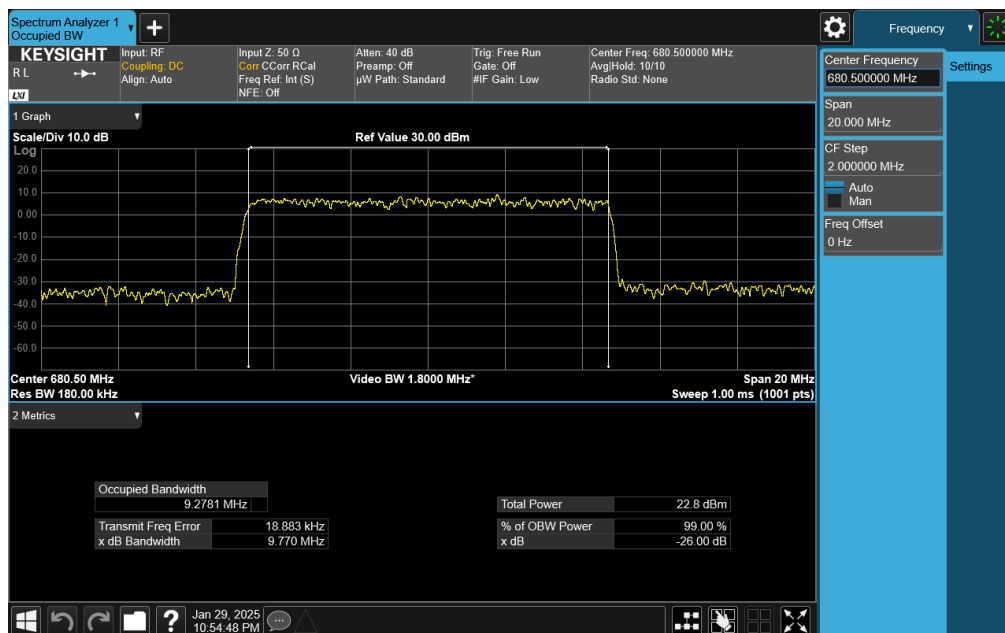 Spectrum Analyzer 1
Occupied BW
+
Frequency
KEYSIGHT
R L
LXI
Input: RF
Coupling: DC
Align: Auto
Input Z: 50 Ω
Corr CCorr RCal
Freq Ref: Int (S)
NFE: Off
Atten: 40 dB
Preamp: Off
µW Path: Standard
Trig: Free Run
Gate: Off
#IF Gain: Low
Center Freq: 680.500000 MHz
Avg|Hold: 10/10
Radio Std: None
Center Frequency
680.500000 MHz
Settings
Span
20.000 MHz
CF Step
2.000000 MHz
Auto
Man
Freq Offset
0 Hz
1 Graph
Scale/Div 10.0 dB
Ref Value 30.00 dBm
Log
20.0
10.0
0.00
-10.0
-20.0
-30.0
-40.0
-50.0
-60.0
Center 680.50 MHz
Video BW 1.8000 MHz*
Span 20 MHz
Res BW 180.00 kHz
Sweep 1.00 ms (1001 pts)
2 Metrics
Occupied Bandwidth
9.2781 MHz
Total Power 22.8 dBm
Transmit Freq Error 18.883 kHz
% of OBW Power 99.00 %
x dB Bandwidth 9.770 MHz
x dB -26.00 dB
?
Jan 29, 2025
10:54:48 PM